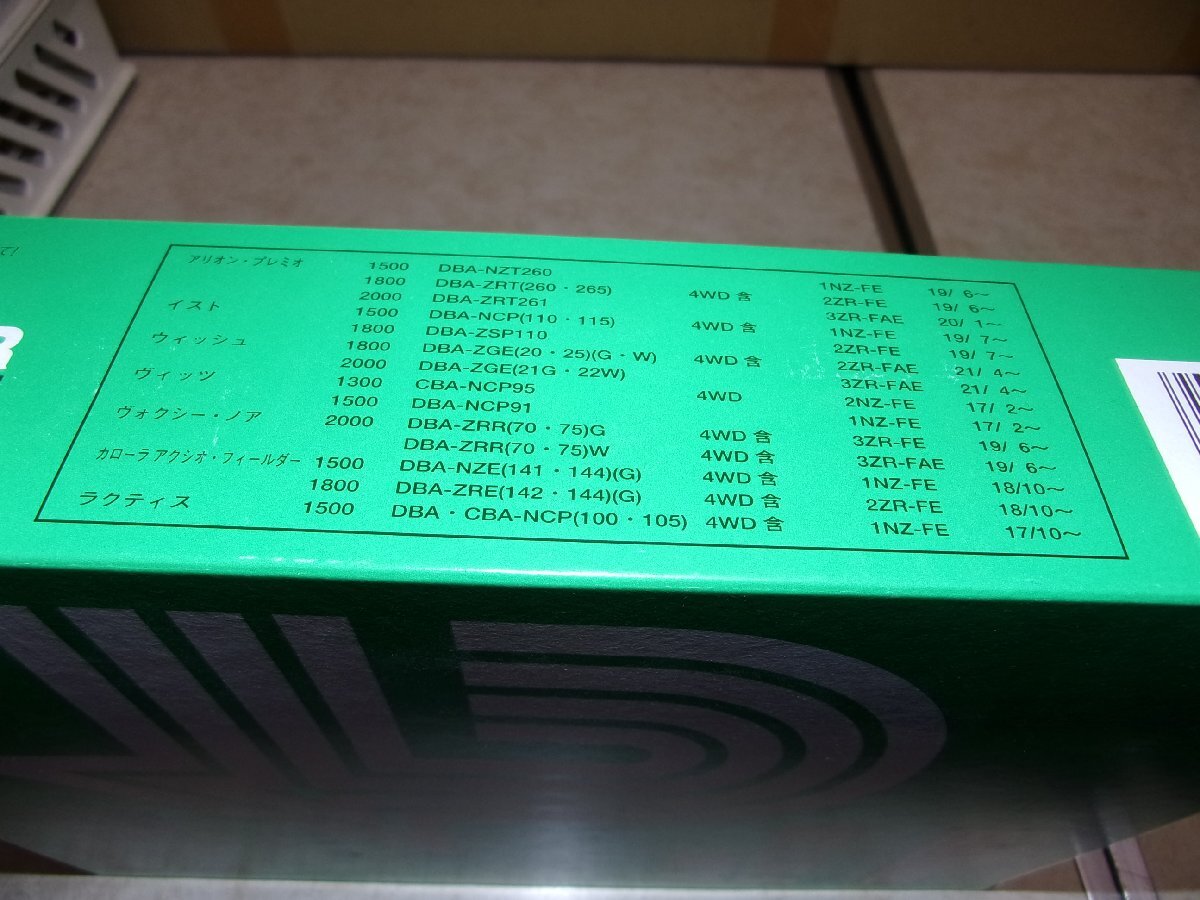 て!
R
アリオン・プレミオ 1500 DBA-NZT260 1NZ-FE 19/ 6～
1800 DBA-ZRT(260・265) 4WD 含 2ZR-FE 19/ 6～
2000 DBA-ZRT261 3ZR-FAE 20/ 1～
イスト 1500 DBA-NCP(110・115) 4WD 含 1NZ-FE 19/ 7～
1800 DBA-ZSP110 2ZR-FE 19/ 7～
ウィッシュ 1800 DBA-ZGE(20・25)(G・W) 4WD 含 2ZR-FAE 21/ 4～
2000 DBA-ZGE(21G・22W) 3ZR-FAE 21/ 4～
ヴィッツ 1300 CBA-NCP95 4WD 2NZ-FE 17/ 2～
1500 DBA-NCP91 1NZ-FE 17/ 2～
ヴォクシー・ノア 2000 DBA-ZRR(70・75)G 4WD 含 3ZR-FE 19/ 6～
DBA-ZRR(70・75)W 4WD 含 3ZR-FAE 19/ 6～
カローラ アクシオ・フィールダー 1500 DBA-NZE(141・144)(G) 4WD 含 1NZ-FE 18/10～
1800 DBA-ZRE(142・144)(G) 4WD 含 2ZR-FE 18/10～
ラクティス 1500 DBA・CBA-NCP(100・105) 4WD 含 1NZ-FE 17/10～